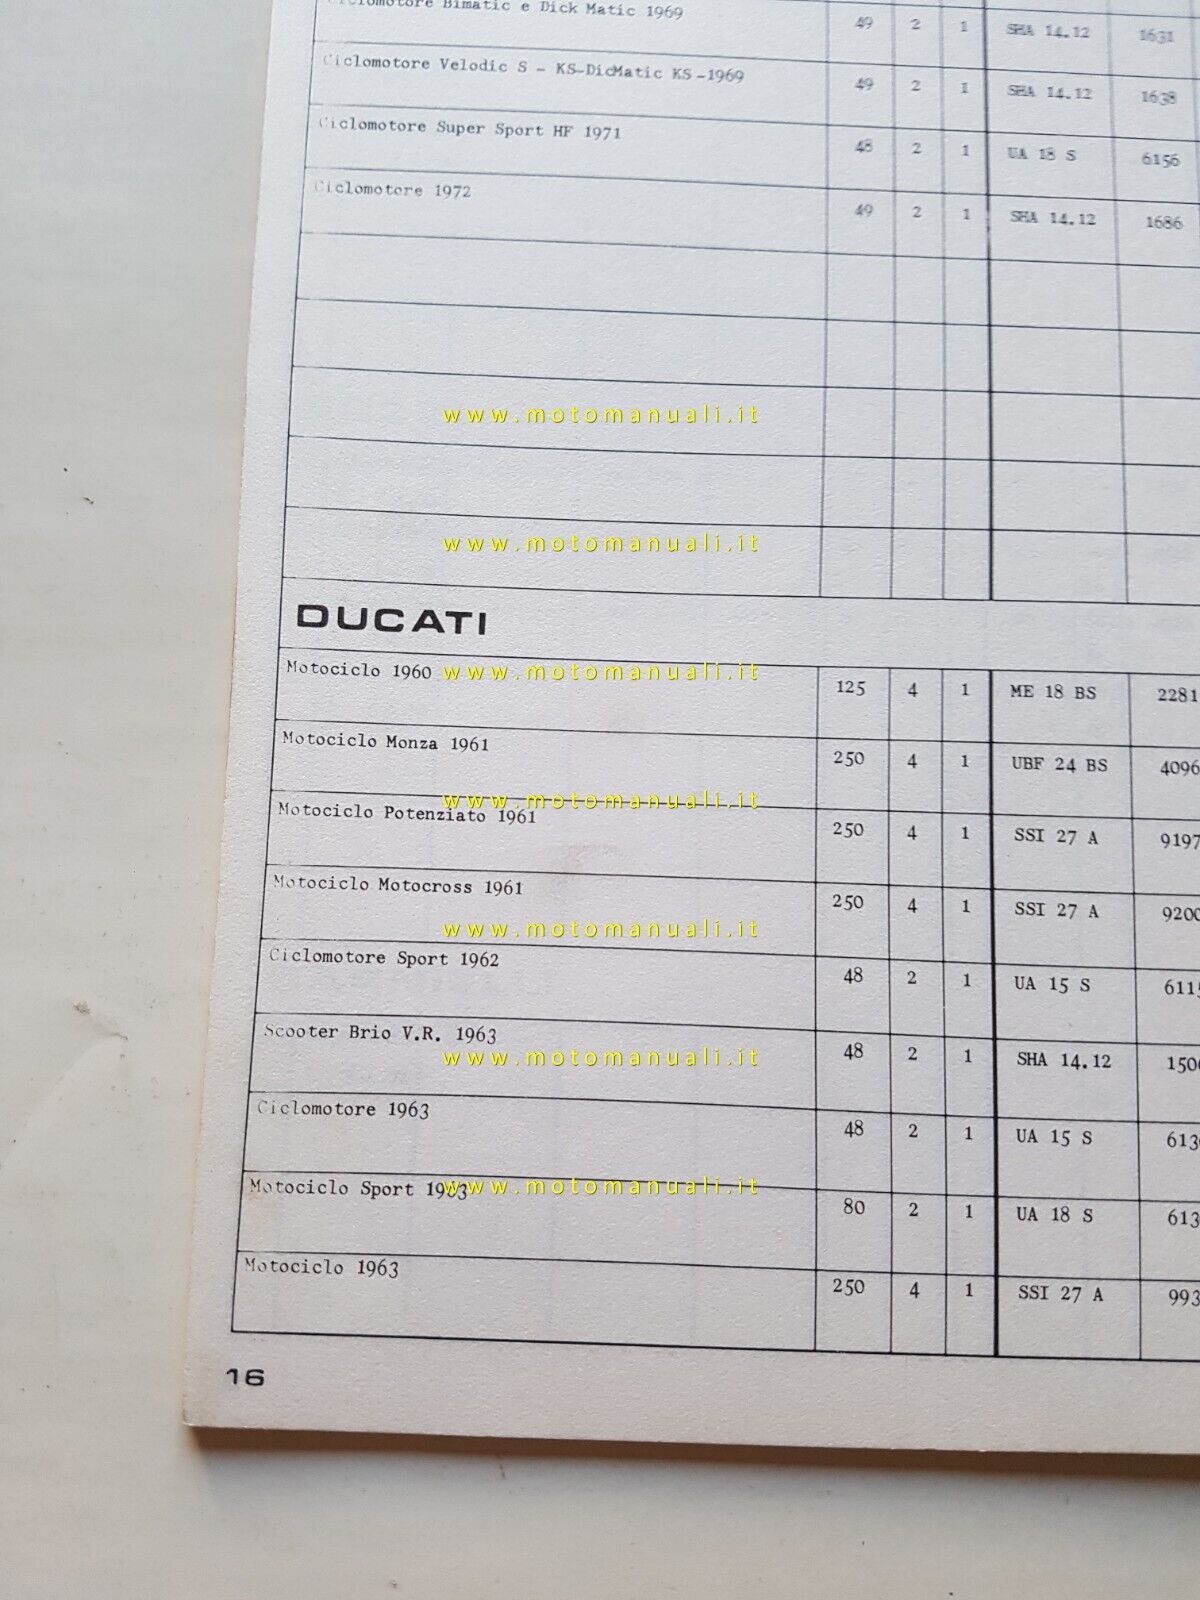 Ciclomotore Bimatic e Dick Matic 1969 49 2 1 SHA 14.12 1631
Ciclomotore Velodic S - KS-DicMatic KS -1969 49 2 1 SHA 14.12 1638
Ciclomotore Super Sport HF 1971 48 2 1 UA 18 S 6156
Ciclomotore 1972 49 2 1 SHA 14.12 1686
www.motomanuali.it
www.motomanuali.it
DUCATI
Motociclo 1960 125 4 1 ME 18 BS 2281
www.motomanuali.it
Motociclo Monza 1961 250 4 1 UBF 24 BS 4096
www.motomanuali.it
Motociclo Potenziato 1961 250 4 1 SSI 27 A 9197
Motociclo Motocross 1961 250 4 1 SSI 27 A 9200
www.motomanuali.it
Ciclomotore Sport 1962 48 2 1 UA 15 S 6115
Scooter Brio V.R. 1963 48 2 1 SHA 14.12 150
www.motomanuali.it
Ciclomotore 1963 48 2 1 UA 15 S 613
Motociclo Sport 1963 80 2 1 UA 18 S 613
www.motomanuali.it
Motociclo 1963 250 4 1 SSI 27 A 993
16